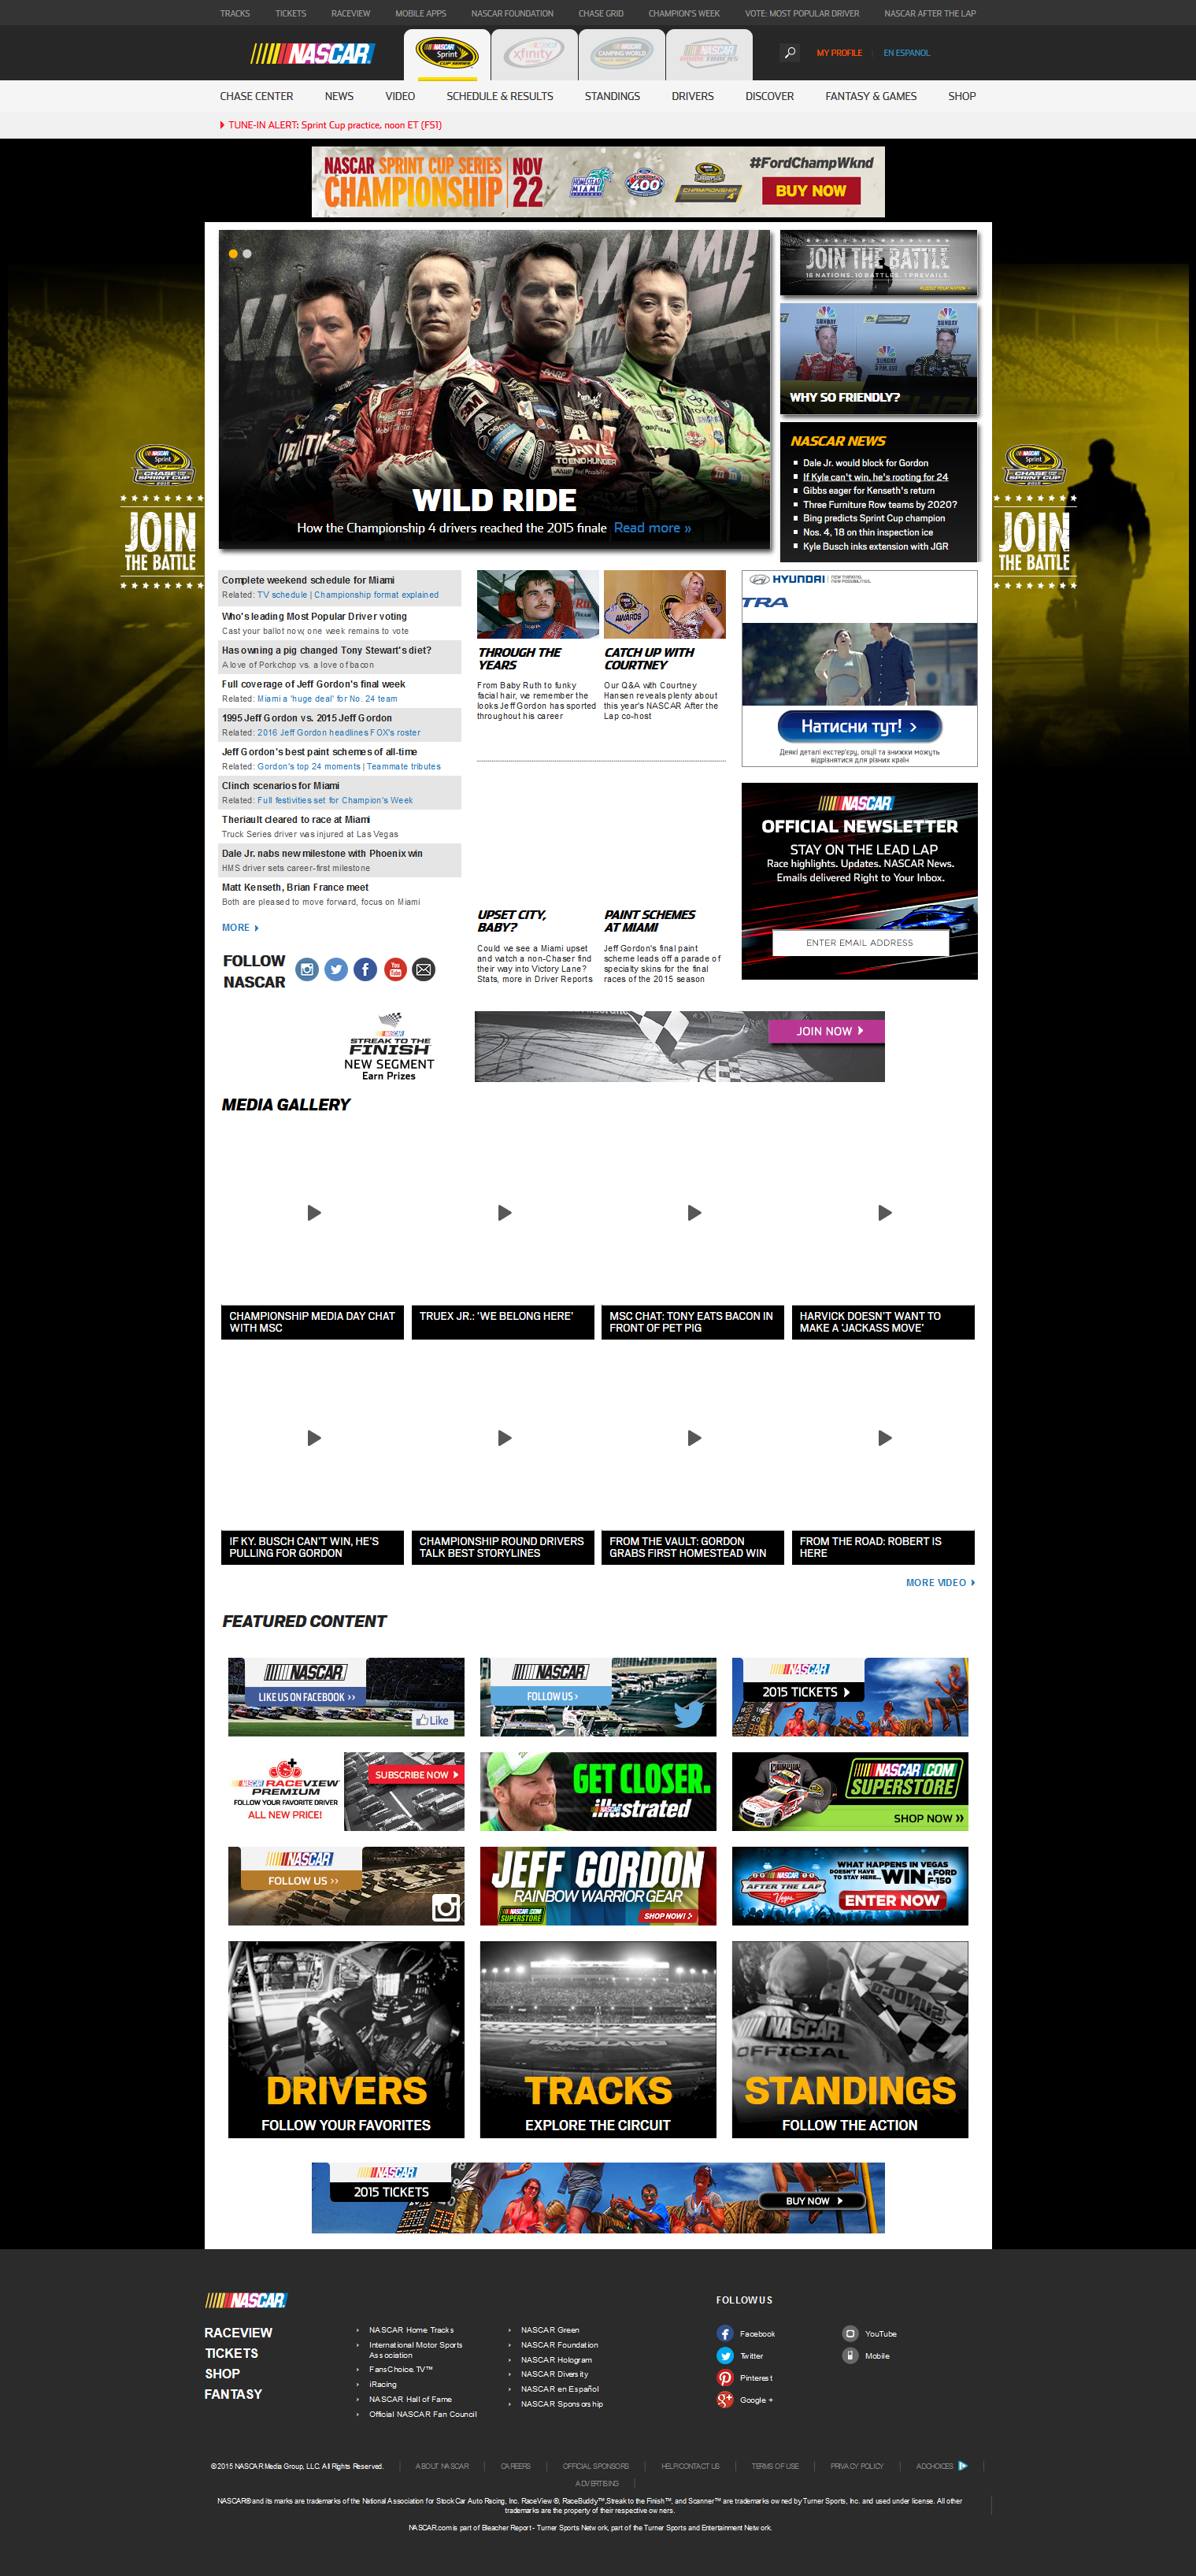 TRACKS TICKETS RACEVIEW MOBILE APPS NASCAR FOUNDATION CHASE GRID CHAMPION'S WEEK VOTE: MOST POPULAR DRIVER NASCAR AFTER THE LAP
NASCAR
Sprint
CUP SERIES
xfinity
CAMPING WORLD
MY PROFILE
EN ESPANOL
CHASE CENTER NEWS VIDEO SCHEDULE & RESULTS STANDINGS DRIVERS DISCOVER FANTASY & GAMES SHOP
TUNE-IN ALERT: Sprint Cup practice, noon ET (FS1)
NASCAR SPRINT CUP SERIES
CHAMPIONSHIP
NOV
22
HOMESTEAD
MIAMI
400
CHAMPIONSHIP
#FordChampWknd
BUY NOW
JOIN THE BATTLE
16 NATIONS. 10 BATTLES. 1 PREVAILS.
WHY SO FRIENDLY?
WILD RIDE
How the Championship 4 drivers reached the 2015 finale Read more »
NASCAR NEWS
Dale Jr. would block for Gordon
If Kyle can't win, he's rooting for 24
Gibbs eager for Kenseth's return
Three Furniture Row teams by 2020?
Bing predicts Sprint Cup champion
Nos. 4, 18 on thin inspection ice
Kyle Busch inks extension with JGR
JOIN
THE BATTLE
JOIN
THE BATTLE
Complete weekend schedule for Miami
Related: TV schedule | Championship format explained
Who's leading Most Popular Driver voting
Cast your ballot now, one week remains to vote
Has owning a pig changed Tony Stewart's diet?
A love of Porkchop vs. a love of bacon
Full coverage of Jeff Gordon's final week
Related: Miami a 'huge deal' for No. 24 team
1995 Jeff Gordon vs. 2015 Jeff Gordon
Related: 2016 Jeff Gordon headlines FOX's roster
Jeff Gordon's best paint schemes of all-time
Related: Gordon's top 24 moments | Teammate tributes
Clinch scenarios for Miami
Related: Full festivities set for Champion's Week
Theriault cleared to race at Miami
Truck Series driver was injured at Las Vegas
Dale Jr. nabs new milestone with Phoenix win
HMS driver sets career-first milestone
Matt Kenseth, Brian France meet
Both are pleased to move forward, focus on Miami
MORE
FOLLOW
NASCAR
THROUGH THE
YEARS
From Baby Ruth to funky
facial hair, we remember the
looks Jeff Gordon has sported
throughout his career
CATCH UP WITH
COURTNEY
Our Q&A with Courtney
Hansen reveals plenty about
this year's NASCAR After the
Lap co-host
UPSET CITY,
BABY?
Could we see a Miami upset
and watch a non-Chaser find
their way into Victory Lane?
Stats, more in Driver Reports
PAINT SCHEMES
AT MIAMI
Jeff Gordon's final paint
scheme leads off a parade of
specialty skins for the final
races of the 2015 season
HYUNDAI
NEW THINKING.
NEW POSSIBILITIES.
TRA
Натисни тут! >
Деякі деталі екстер'єру, опції та знижки можуть
відрізнятися для різних країн
NASCAR
OFFICIAL NEWSLETTER
STAY ON THE LEAD LAP
Race highlights. Updates. NASCAR News.
Emails delivered Right to Your Inbox.
ENTER EMAIL ADDRESS
STREAK TO THE
FINISH
NEW SEGMENT
Earn Prizes
JOIN NOW
MEDIA GALLERY
CHAMPIONSHIP MEDIA DAY CHAT
WITH MSC
TRUEX JR.: 'WE BELONG HERE'
MSC CHAT: TONY EATS BACON IN
FRONT OF PET PIG
HARVICK DOESN'T WANT TO
MAKE A 'JACKASS MOVE'
IF KY. BUSCH CAN'T WIN, HE'S
PULLING FOR GORDON
CHAMPIONSHIP ROUND DRIVERS
TALK BEST STORYLINES
FROM THE VAULT: GORDON
GRABS FIRST HOMESTEAD WIN
FROM THE ROAD: ROBERT IS
HERE
MORE VIDEO
FEATURED CONTENT
NASCAR
LIKE US ON FACEBOOK >>
Like
NASCAR
FOLLOW US >
NASCAR
2015 TICKETS
NASCAR RACEVIEW
PREMIUM
FOLLOW YOUR FAVORITE DRIVER
ALL NEW PRICE!
SUBSCRIBE NOW
GET CLOSER.
illustrated
NASCAR.COM
SUPERSTORE
SHOP NOW »
NASCAR
FOLLOW US >>
JEFF GORDON
RAINBOW WARRIOR GEAR
NASCAR.COM
SUPERSTORE
SHOP NOW! >
NASCAR
AFTER THE LAP
Vegas
WHAT HAPPENS IN VEGAS
DOESN'T HAVE
TO STAY HERE...
WIN A FORD
F-150
ENTER NOW
DRIVERS
FOLLOW YOUR FAVORITES
TRACKS
EXPLORE THE CIRCUIT
NASCAR
OFFICIAL
SUNOCO
STANDINGS
FOLLOW THE ACTION
NASCAR
2015 TICKETS
BUY NOW
NASCAR
RACEVIEW
TICKETS
SHOP
FANTASY
NASCAR Home Tracks
International Motor Sports
Association
FansChoice.TV™
iRacing
NASCAR Hall of Fame
Official NASCAR Fan Council
NASCAR Green
NASCAR Foundation
NASCAR Hologram
NASCAR Diversity
NASCAR en Español
NASCAR Sponsorship
FOLLOW US
Facebook
Twitter
Pinterest
Google +
YouTube
Mobile
© 2015 NASCAR Media Group, LLC. All Rights Reserved. ABOUT NASCAR CAREERS OFFICIAL SPONSORS HELP/CONTACT US TERMS OF USE PRIVACY POLICY ADCHOICES
ADVERTISING
NASCAR® and its marks are trademarks of the National Association for Stock Car Auto Racing, Inc. RaceView ®, RaceBuddy™,Streak to the Finish™, and Scanner™ are trademarks owned by Turner Sports, Inc. and used under license. All other
trademarks are the property of their respective owners.
NASCAR.com is part of Bleacher Report - Turner Sports Network, part of the Turner Sports and Entertainment Network.